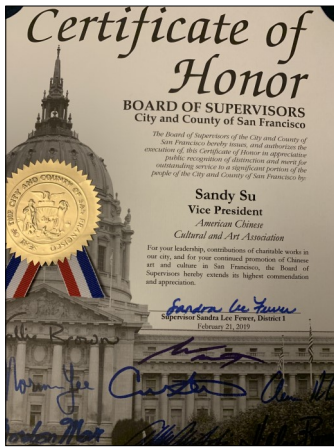 Certificate of
Honor
BOARD OF SUPERVISORS
City and County of San Francisco
The Board of Supervisors of the City and County of
San Francisco hereby issues, and authorizes the
execution of, this Certificate of Honor in appreciative
public recognition of distinction and merit for
outstanding service to a significant portion of the
people of the City and County of San Francisco by:
Sandy Su
Vice President
American Chinese
Cultural and Art Association
For your leadership, contributions of charitable works in
our city, and for your continued promotion of Chinese
art and culture in San Francisco, the Board of
Supervisors hereby extends its highest commendation
and appreciation.
Sandra Lee Fewer
Supervisor Sandra Lee Fewer, District 1
February 21, 2019
Norman Yee
Gordon Mar